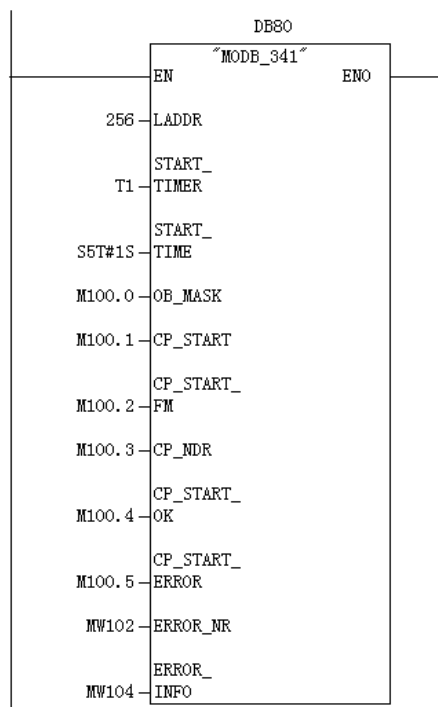 DB80
"MODB_341"
EN ENO
256 LADDR
START_
T1 TIMER
START_
S5T#1S TIME
M100.0 OB_MASK
M100.1 CP_START
CP_START_
M100.2 FM
M100.3 CP_NDR
CP_START_
M100.4 OK
CP_START_
M100.5 ERROR
MW102 ERROR_NR
ERROR_
MW104 INFO